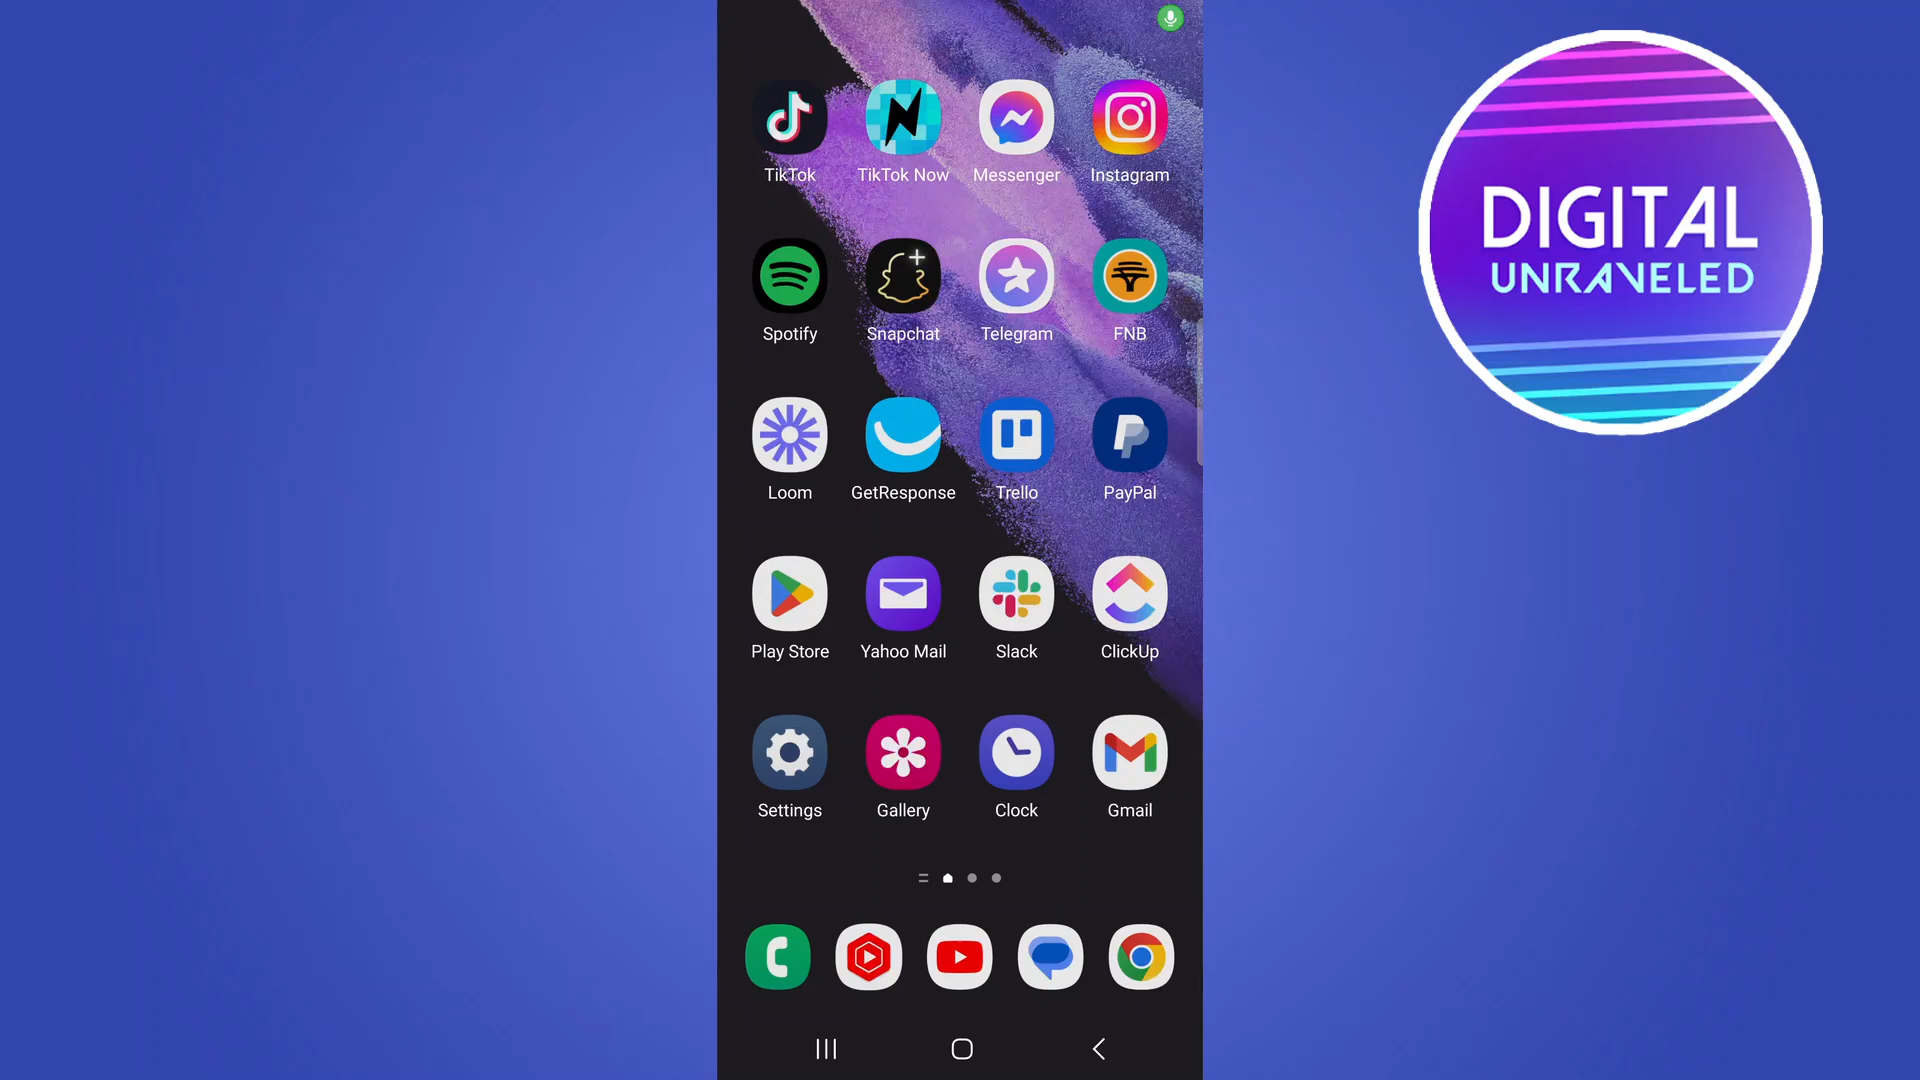 TikTok
TikTok Now
Messenger
Instagram
Spotify
Snapchat
Telegram
FNB
Loom
GetResponse
Trello
PayPal
Play Store
Yahoo Mail
Slack
ClickUp
Settings
Gallery
Clock
Gmail
DIGITAL
UNRAVELED